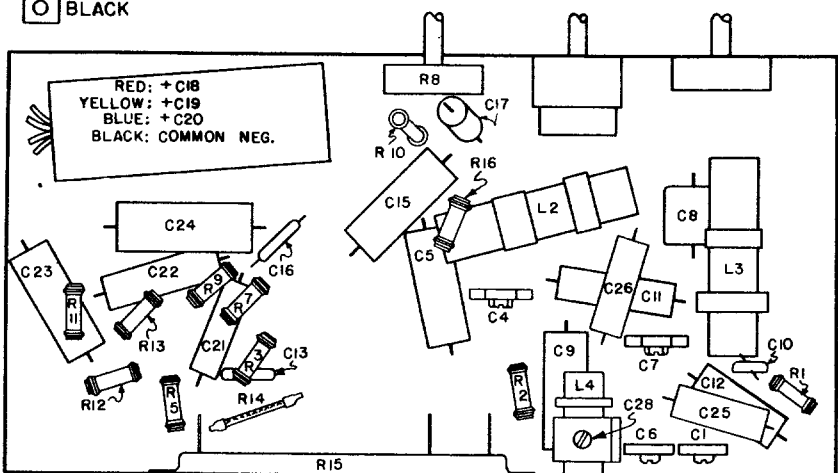 BLACK
RED: +C18
YELLOW: +C19
BLUE: +C20
BLACK: COMMON NEG.
R8
C17
R10
R16
C15
L2
C8
C24
C5
L3
C23
C22
C16
R9
R7
C26
C11
R11
R13
C21
C4
C7
C10
R3
C13
C9
C12
R1
R12
R5
R14
R2
L4
C28
C25
C6
C1
R15